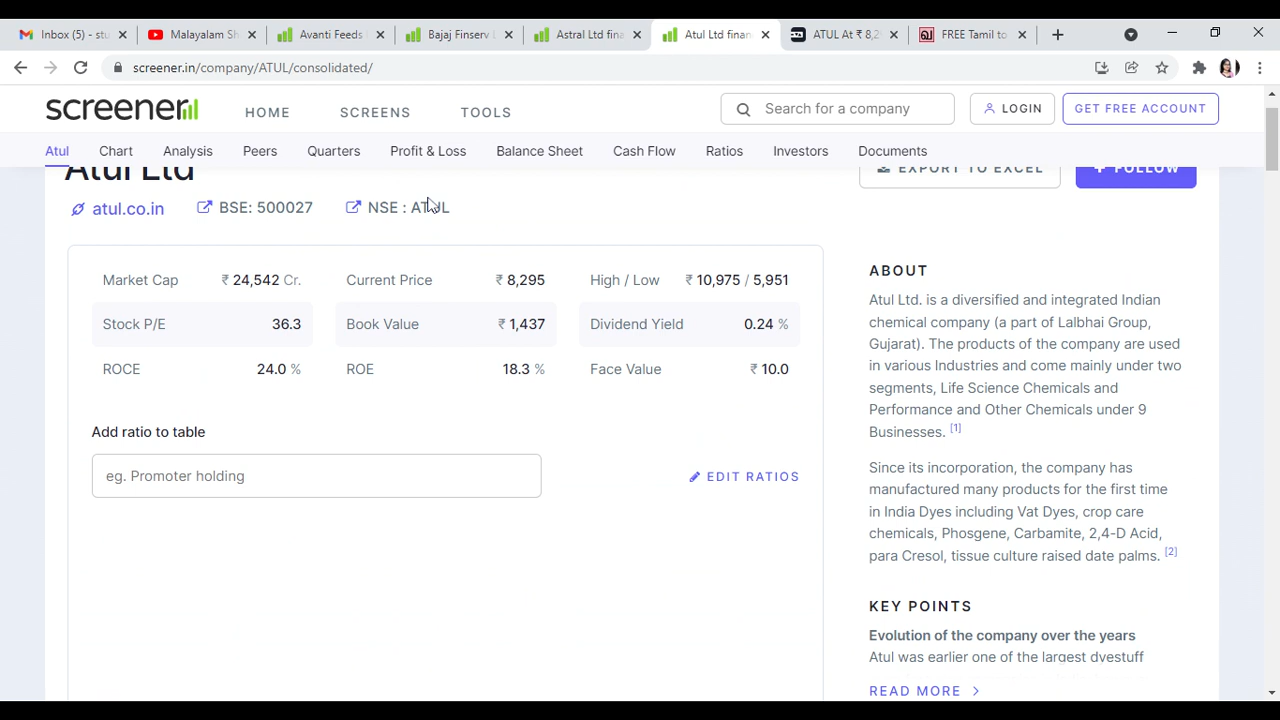 Inbox (5) - stu
Malayalam Sh
Avanti Feeds
Bajaj Finserv L
Astral Ltd fina
Atul Ltd finan
ATUL At ₹ 8,2
FREE Tamil to
screener.in/company/ATUL/consolidated/
screener
HOME
SCREENS
TOOLS
Search for a company
LOGIN
GET FREE ACCOUNT
Atul
Chart
Analysis
Peers
Quarters
Profit & Loss
Balance Sheet
Cash Flow
Ratios
Investors
Documents
Atul Ltd
EXPORT TO EXCEL
+ FOLLOW
atul.co.in
BSE: 500027
NSE : ATUL
Market Cap ₹ 24,542 Cr.
Current Price ₹ 8,295
High / Low ₹ 10,975 / 5,951
Stock P/E 36.3
Book Value ₹ 1,437
Dividend Yield 0.24 %
ROCE 24.0 %
ROE 18.3 %
Face Value ₹ 10.0
Add ratio to table
eg. Promoter holding
EDIT RATIOS
ABOUT
Atul Ltd. is a diversified and integrated Indian
chemical company (a part of Lalbhai Group,
Gujarat). The products of the company are used
in various Industries and come mainly under two
segments, Life Science Chemicals and
Performance and Other Chemicals under 9
Businesses. [1]
Since its incorporation, the company has
manufactured many products for the first time
in India Dyes including Vat Dyes, crop care
chemicals, Phosgene, Carbamite, 2,4-D Acid,
para Cresol, tissue culture raised date palms. [2]
KEY POINTS
Evolution of the company over the years
Atul was earlier one of the largest dyestuff
READ MORE >